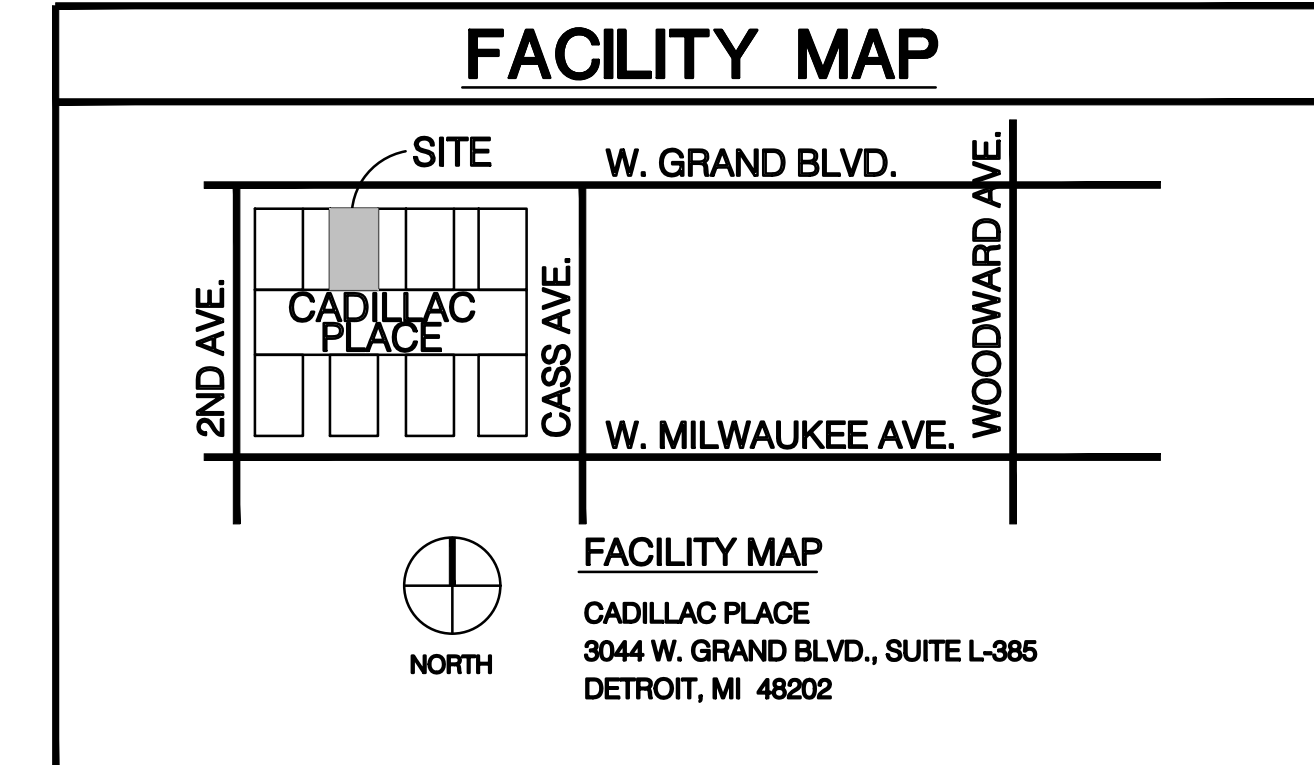 FACILITY MAP
SITE
W. GRAND BLVD.
WOODWARD AVE.
2ND AVE.
CADILLAC
PLACE
CASS AVE.
W. MILWAUKEE AVE.
NORTH
FACILITY MAP
CADILLAC PLACE
3044 W. GRAND BLVD., SUITE L-385
DETROIT, MI 48202